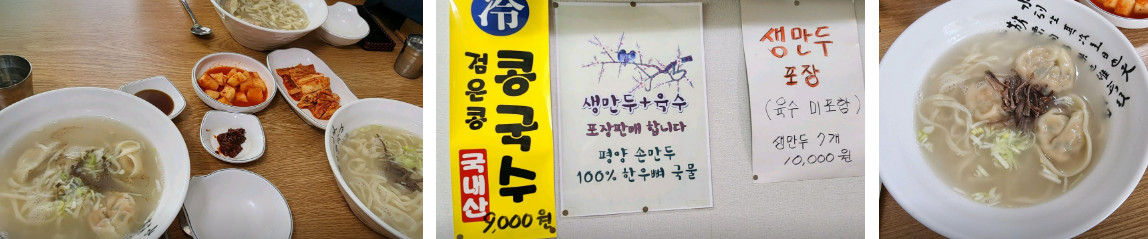 冷
검은콩
콩국수
국내산
9,000원
생만두+육수
포장판매 합니다
평양 손만두
100% 한우뼈 국물
생만두
포장
(육수 미포함)
생만두 7개
10,000원